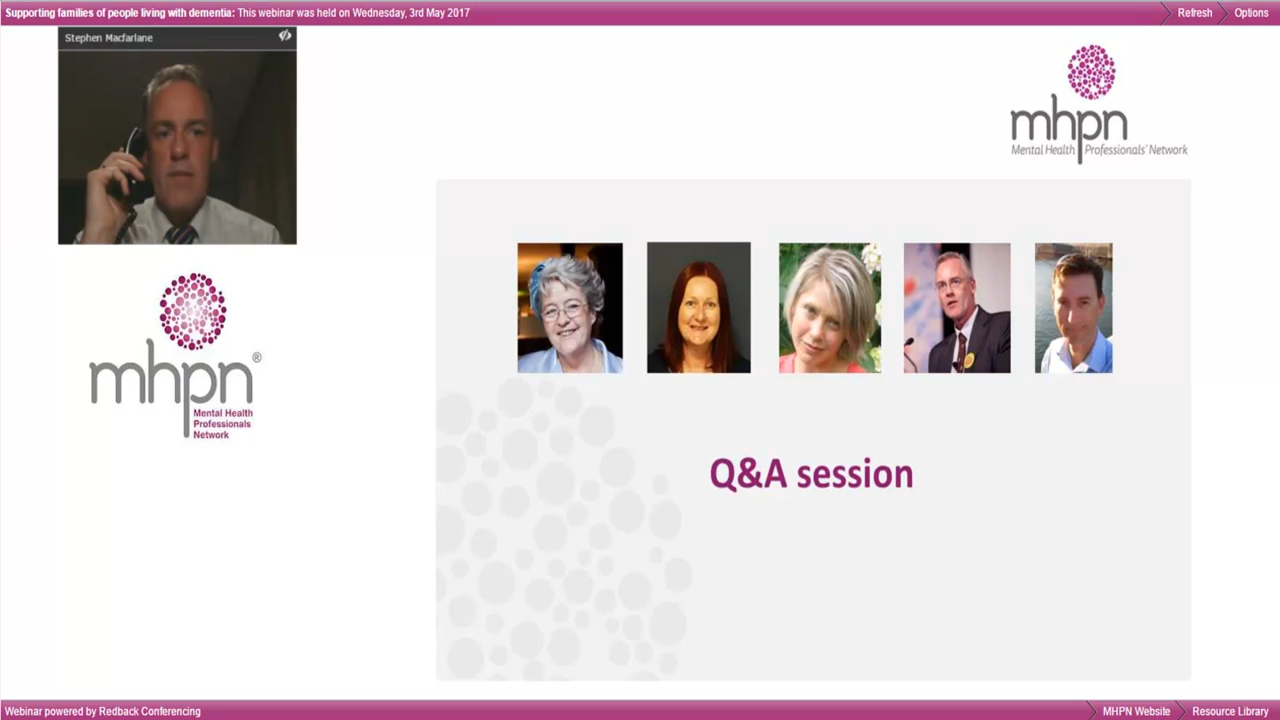 Supporting families of people living with dementia: This webinar was held on Wednesday, 3rd May 2017
Refresh
Options
Stephen Macfarlane
mhpn
Mental Health Professionals' Network
mhpn®
Mental Health
Professionals
Network
Q&A session
Webinar powered by Redback Conferencing
MHPN Website
Resource Library